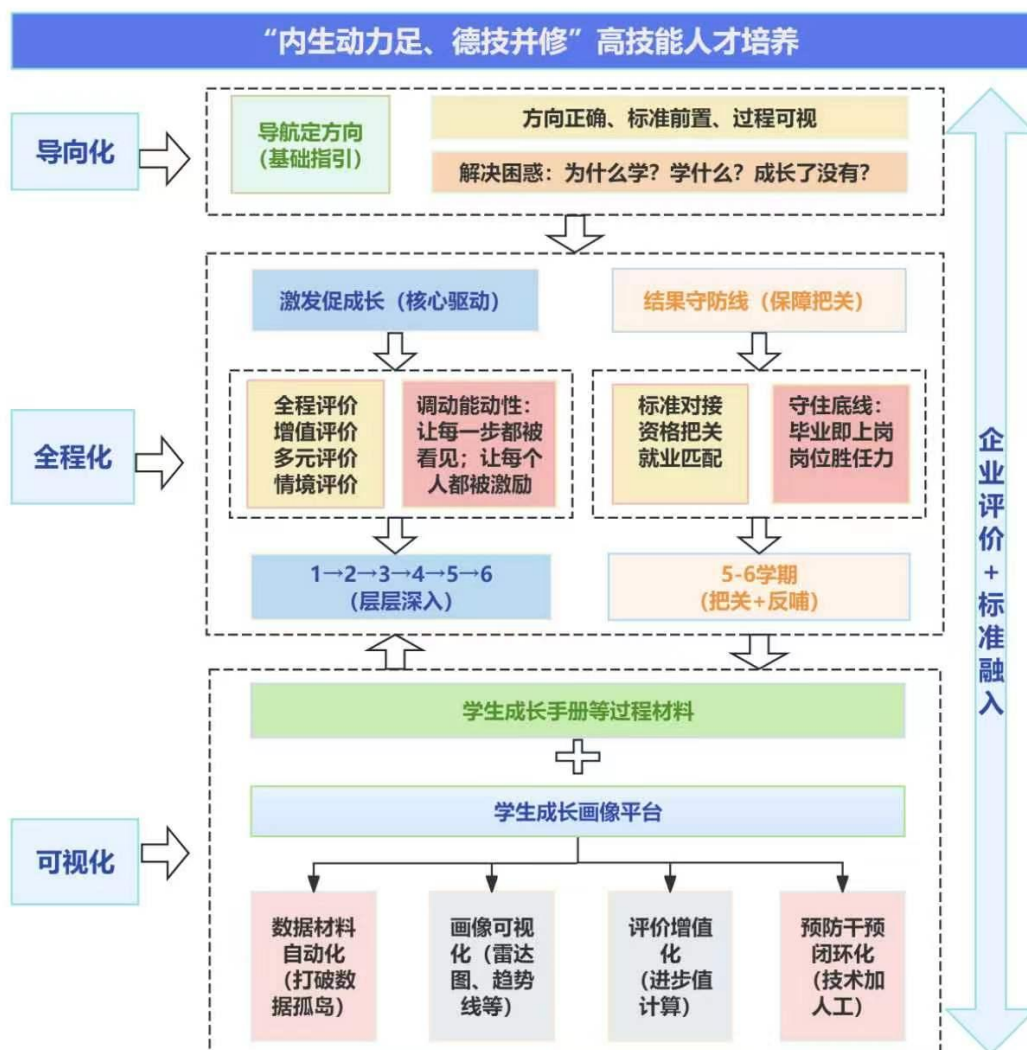 “内生动力足、德技并修”高技能人才培养
导向化
导航定方向
(基础指引)
方向正确、标准前置、过程可视
解决困惑：为什么学？学什么？成长了没有？
全程化
激发促成长（核心驱动）
结果守防线（保障把关）
全程评价
增值评价
多元评价
情境评价
调动能动性：
让每一步都被
看见；让每个
人都被激励
标准对接
资格把关
就业匹配
守住底线：
毕业即上岗
岗位胜任力
1→2→3→4→5→6
(层层深入)
5-6学期
(把关+反哺)
可视化
学生成长手册等过程材料
学生成长画像平台
数据材料
自动化
(打破数
据孤岛)
画像可视
化（雷达
图、趋势
线等）
评价增值
化
(进步值
计算)
预防干预
闭环化
(技术加
人工)
企业评价+标准融入